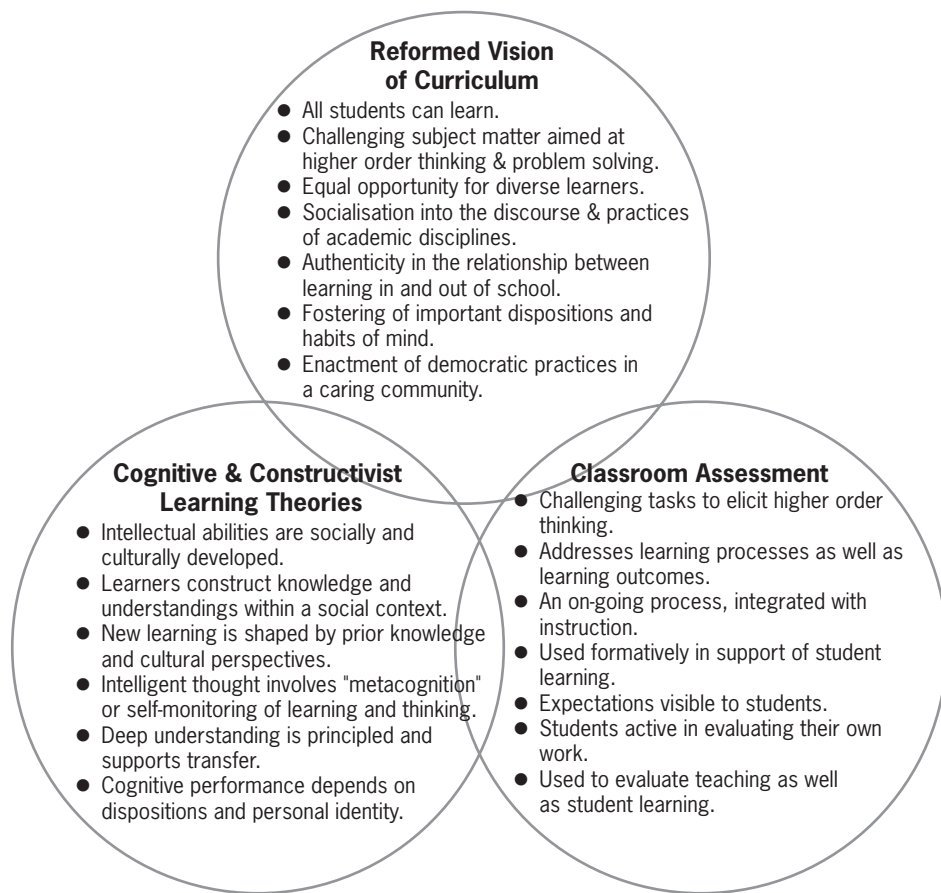 Reformed Vision
of Curriculum
● All students can learn.
● Challenging subject matter aimed at
higher order thinking & problem solving.
● Equal opportunity for diverse learners.
● Socialisation into the discourse & practices
of academic disciplines.
● Authenticity in the relationship between
learning in and out of school.
● Fostering of important dispositions and
habits of mind.
● Enactment of democratic practices in
a caring community.
Cognitive & Constructivist
Learning Theories
● Intellectual abilities are socially and
culturally developed.
● Learners construct knowledge and
understandings within a social context.
● New learning is shaped by prior knowledge
and cultural perspectives.
● Intelligent thought involves "metacognition"
or self-monitoring of learning and thinking.
● Deep understanding is principled and
supports transfer.
● Cognitive performance depends on
dispositions and personal identity.
Classroom Assessment
● Challenging tasks to elicit higher order
thinking.
● Addresses learning processes as well as
learning outcomes.
● An on-going process, integrated with
instruction.
● Used formatively in support of student
learning.
● Expectations visible to students.
● Students active in evaluating their own
work.
● Used to evaluate teaching as well
as student learning.